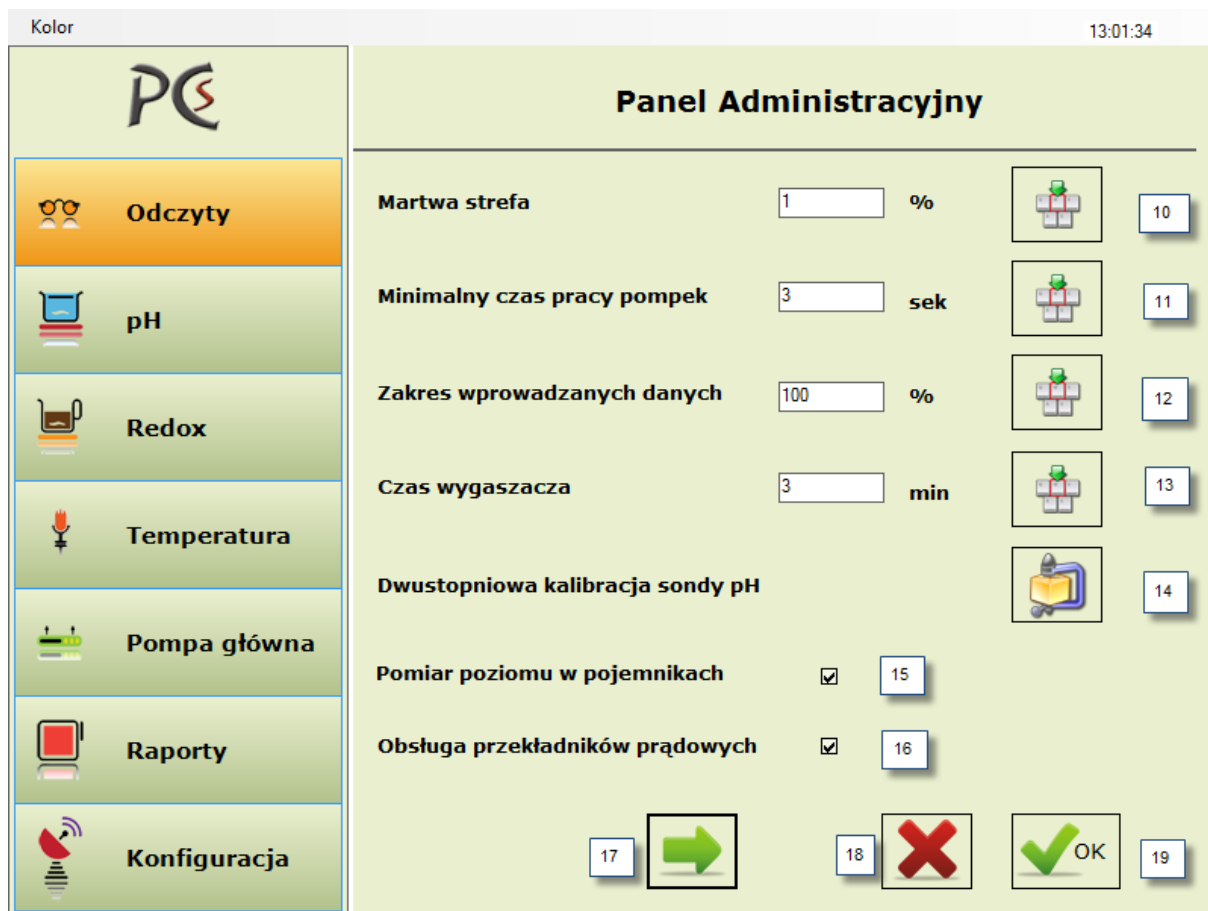 Kolor
13:01:34
PCs
Panel Administracyjny
Odczyty
pH
Redox
Temperatura
Pompa główna
Raporty
Konfiguracja
Martwa strefa 1 % 10
Minimalny czas pracy pompek 3 sek 11
Zakres wprowadzanych danych 100 % 12
Czas wygaszacza 3 min 13
Dwustopniowa kalibracja sondy pH 14
Pomiar poziomu w pojemnikach 15
Obsługa przekładników prądowych 16
17 18 OK 19